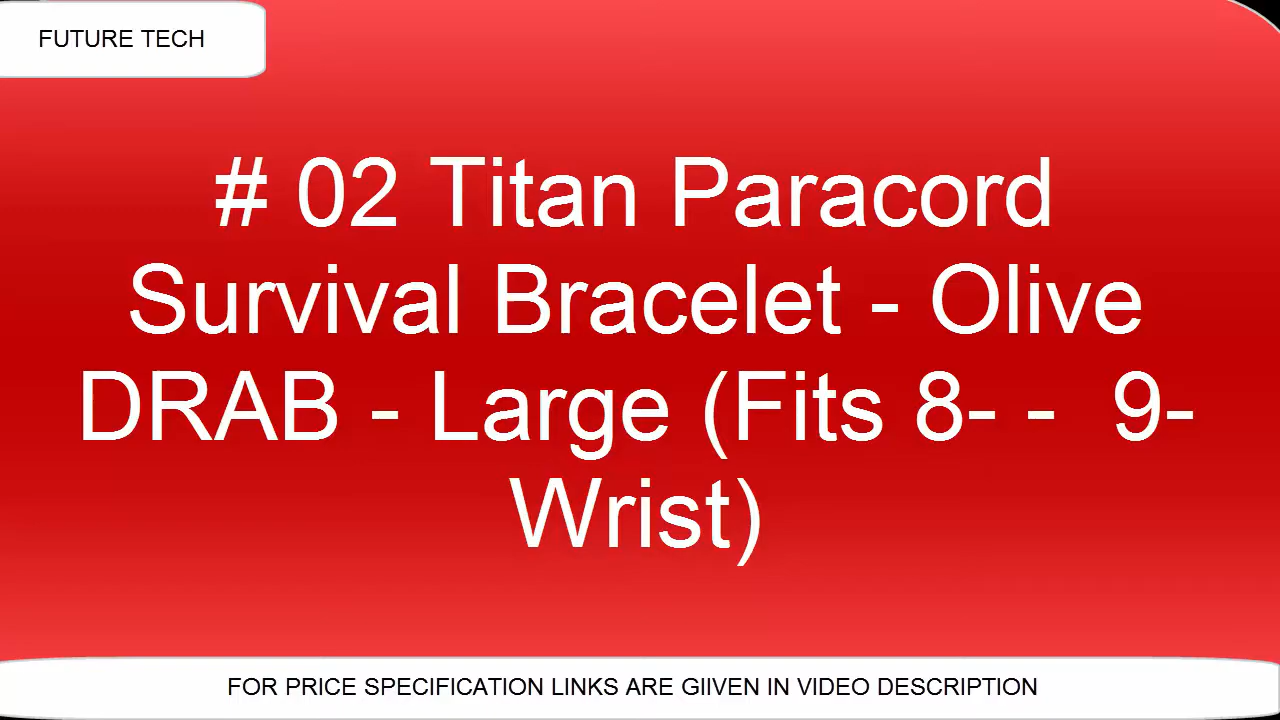 FUTURE TECH
# 02 Titan Paracord
Survival Bracelet - Olive
DRAB - Large (Fits 8- -  9-
Wrist)
FOR PRICE SPECIFICATION LINKS ARE GIIVEN IN VIDEO DESCRIPTION